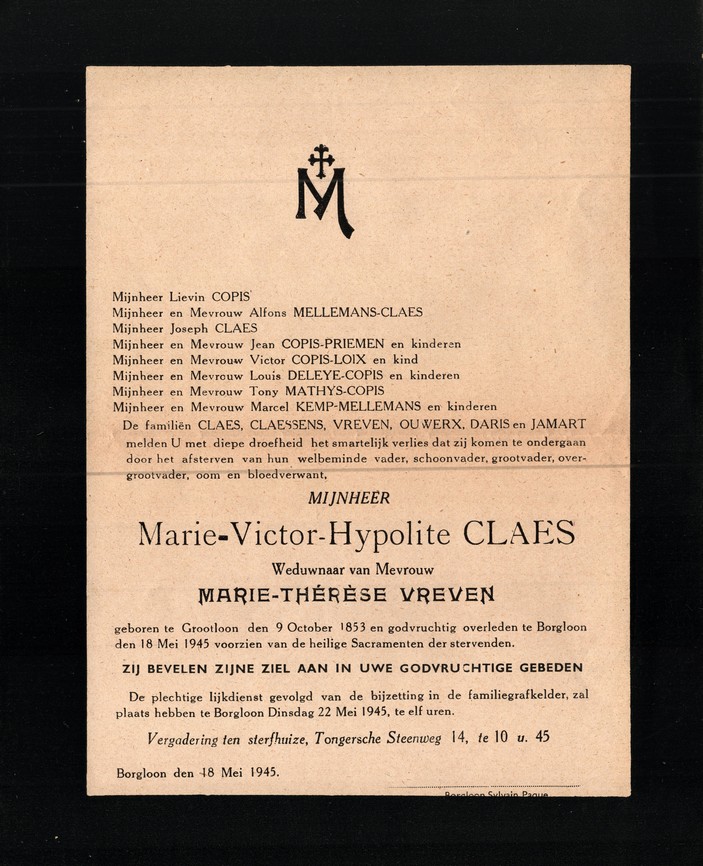 M
Mijnheer Lievin COPIS
Mijnheer en Mevrouw Alfons MELLEMANS-CLAES
Mijnheer Joseph CLAES
Mijnheer en Mevrouw Jean COPIS-PRIEMEN en kinderen
Mijnheer en Mevrouw Victor COPIS-LOIX en kind
Mijnheer en Mevrouw Louis DELEYE-COPIS en kinderen
Mijnheer en Mevrouw Tony MATHYS-COPIS
Mijnheer en Mevrouw Marcel KEMP-MELLEMANS en kinderen
De familiën CLAES, CLAESSENS, VREVEN, OUWERX, DARIS en JAMART
melden U met diepe droefheid het smartelijk verlies dat zij komen te ondergaan
door het afsterven van hun welbeminde vader, schoonvader, grootvader, over-
grootvader, oom en bloedverwant,
MIJNHEER
Marie-Victor-Hypolite CLAES
Weduwnaar van Mevrouw
MARIE-THÉRÈSE VREVEN
geboren te Grootloon den 9 October 1853 en godvruchtig overleden te Borgloon
den 18 Mei 1945 voorzien van de heilige Sacramenten der stervenden.
ZIJ BEVELEN ZIJNE ZIEL AAN IN UWE GODVRUCHTIGE GEBEDEN
De plechtige lijkdienst gevolgd van de bijzetting in de familiegrafkelder, zal
plaats hebben te Borgloon Dinsdag 22 Mei 1945, te elf uren.
Vergadering ten sterfhuize, Tongersche Steenweg 14, te 10 u. 45
Borgloon den 18 Mei 1945.
Borgloon Sylvain Paque